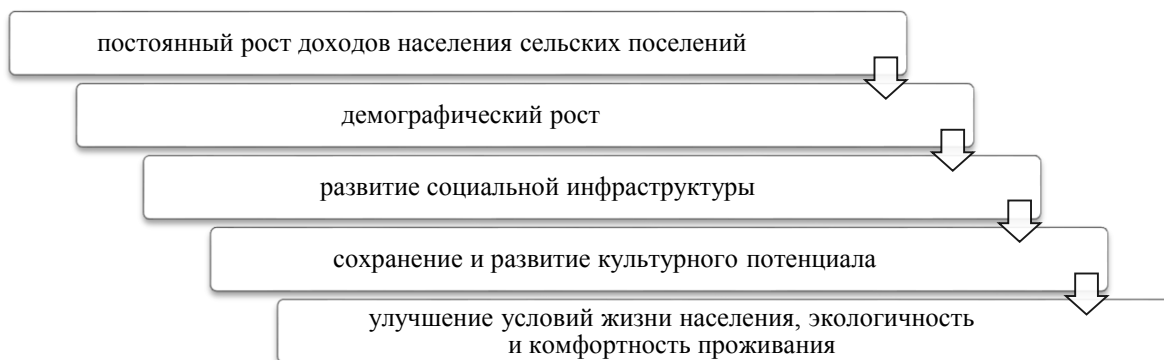 постоянный рост доходов населения сельских поселений
демографический рост
развитие социальной инфраструктуры
сохранение и развитие культурного потенциала
улучшение условий жизни населения, экологичность
и комфортность проживания